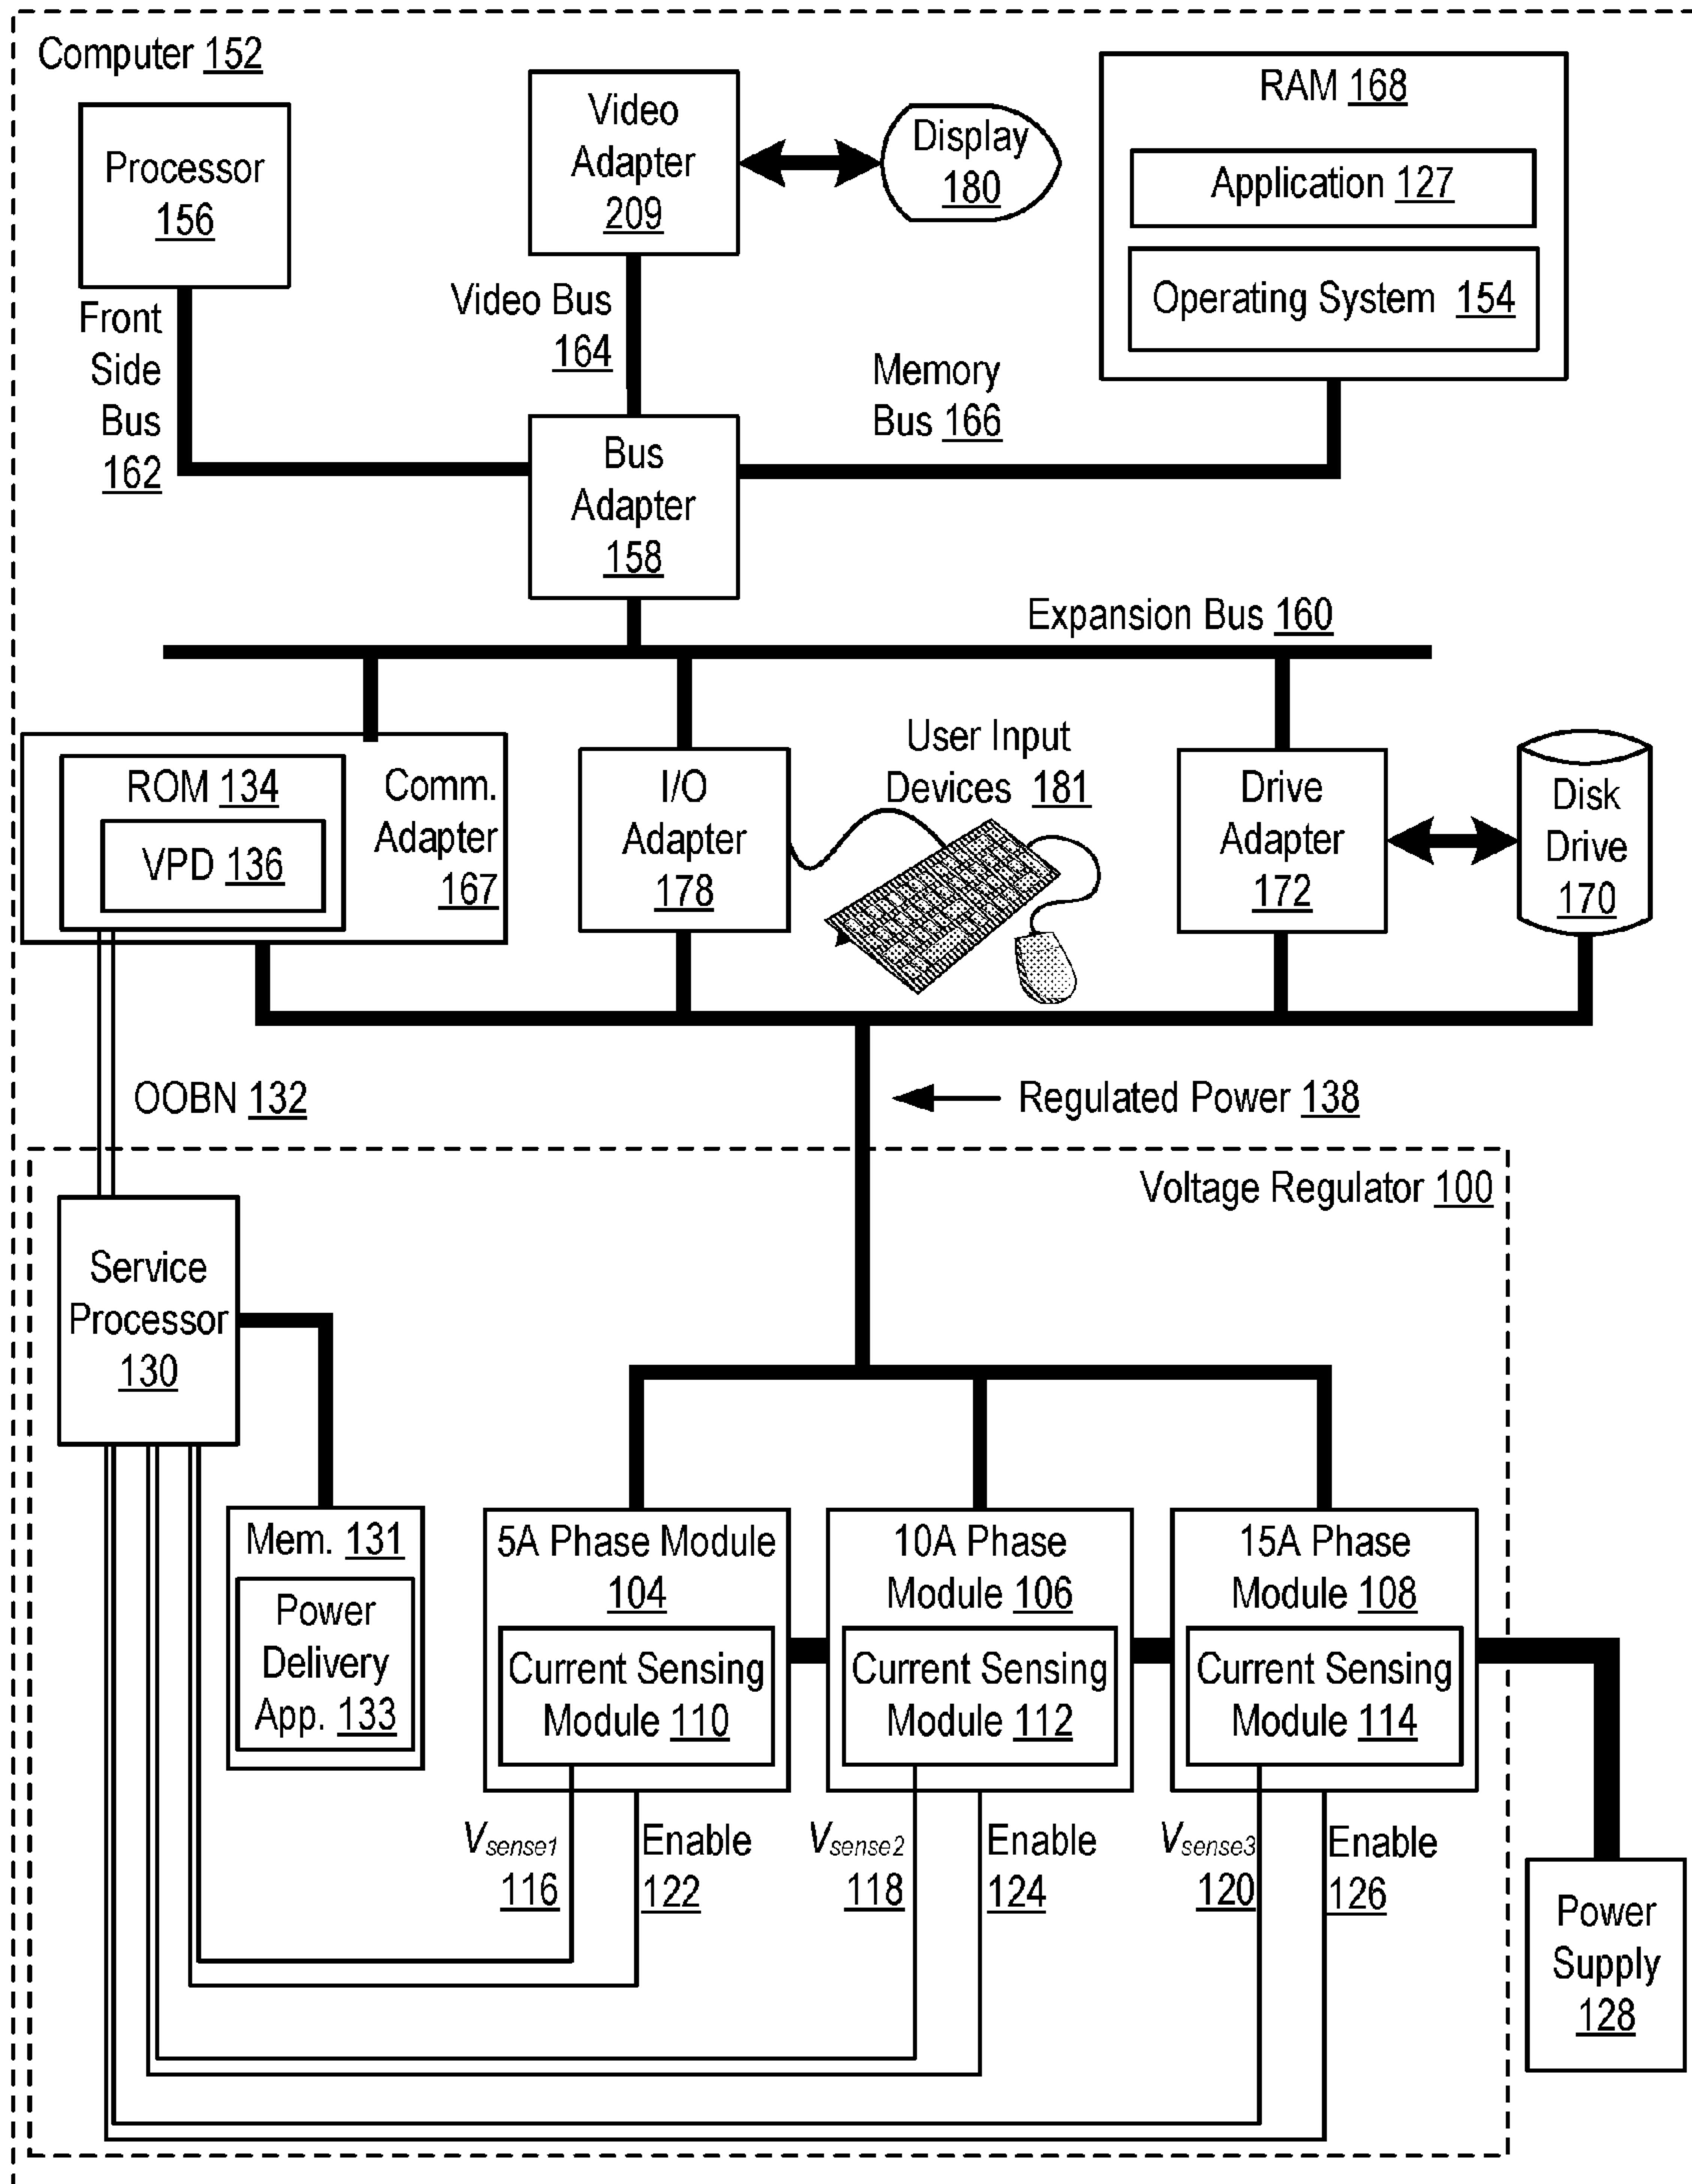 Computer 152
Processor
156
Video
Adapter
209
Display
180
RAM 168
Application 127
Operating System 154
Front
Side
Bus
162
Video Bus
164
Memory
Bus 166
Bus
Adapter
158
Expansion Bus 160
ROM 134
VPD 136
Comm.
Adapter
167
I/O
Adapter
178
User Input
Devices 181
Drive
Adapter
172
Disk
Drive
170
OOBN 132
Regulated Power 138
Voltage Regulator 100
Service
Processor
130
Mem. 131
Power
Delivery
App. 133
5A Phase Module
104
Current Sensing
Module 110
10A Phase
Module 106
Current Sensing
Module 112
15A Phase
Module 108
Current Sensing
Module 114
Vsense1
116
Enable
122
Vsense2
118
Enable
124
Vsense3
120
Enable
126
Power
Supply
128